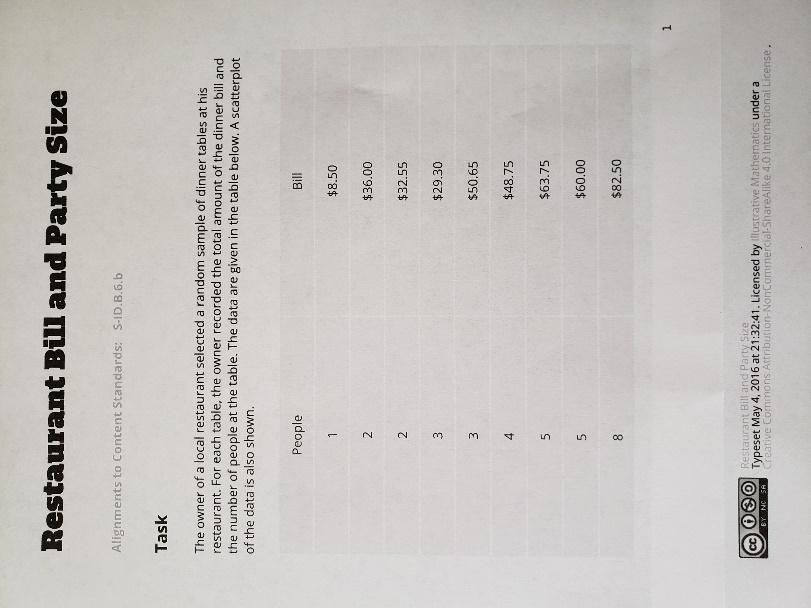 Restaurant Bill and Party Size
Alignments to Content Standards: S-ID.B.6.b
Task
The owner of a local restaurant selected a random sample of dinner tables at his
restaurant. For each table, the owner recorded the total amount of the dinner bill and
the number of people at the table. The data are given in the table below. A scatterplot
of the data is also shown.
People Bill
1 $8.50
2 $36.00
2 $32.55
3 $29.30
3 $50.65
4 $48.75
5 $63.75
5 $60.00
8 $82.50
1
Restaurant Bill and Party Size
Typeset May 4, 2016 at 21:32:41. Licensed by Illustrative Mathematics under a
Creative Commons Attribution-NonCommercial-ShareAlike 4.0 International License .
cc
BY NC SA